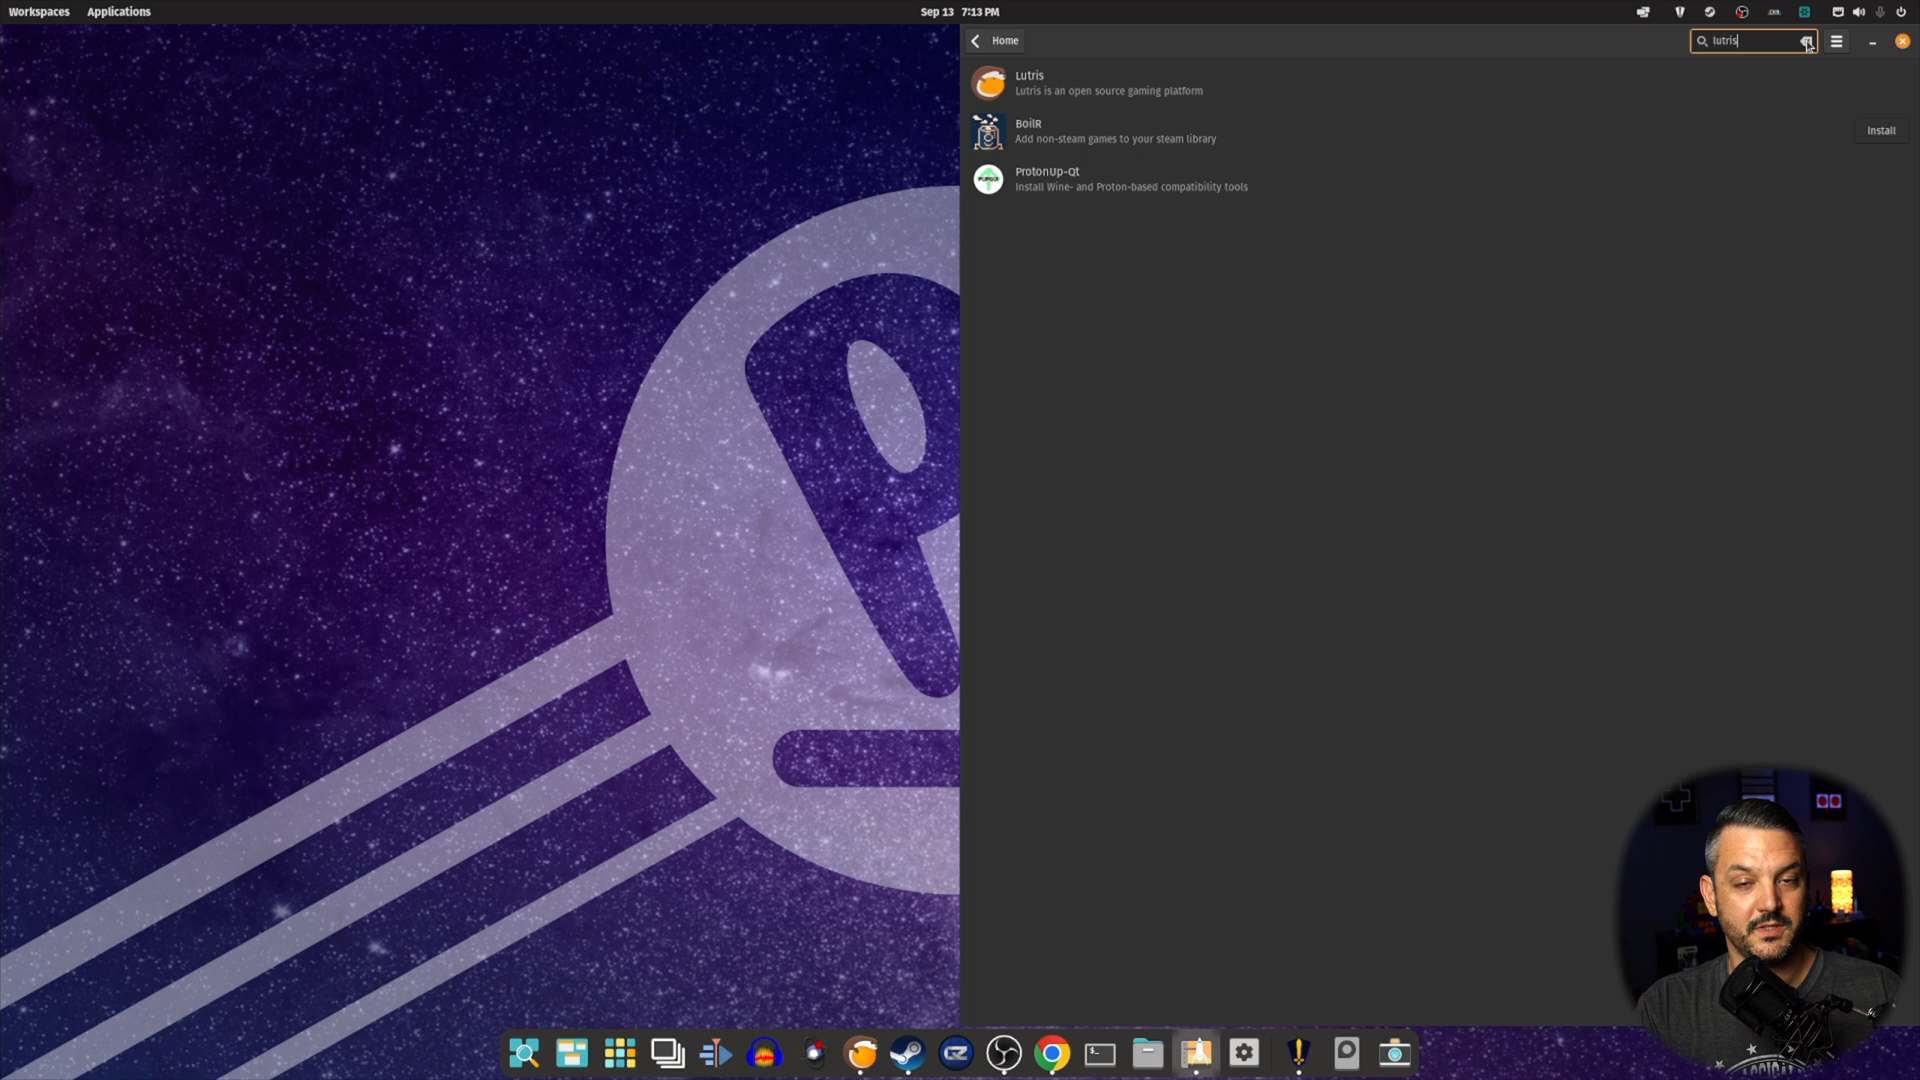 Workspaces Applications Sep 13 7:13 PM
Home lutris
Lutris
Lutris is an open source gaming platform
BoilR
Add non-steam games to your steam library
Install
ProtonUp-Qt
Install Wine- and Proton-based compatibility tools